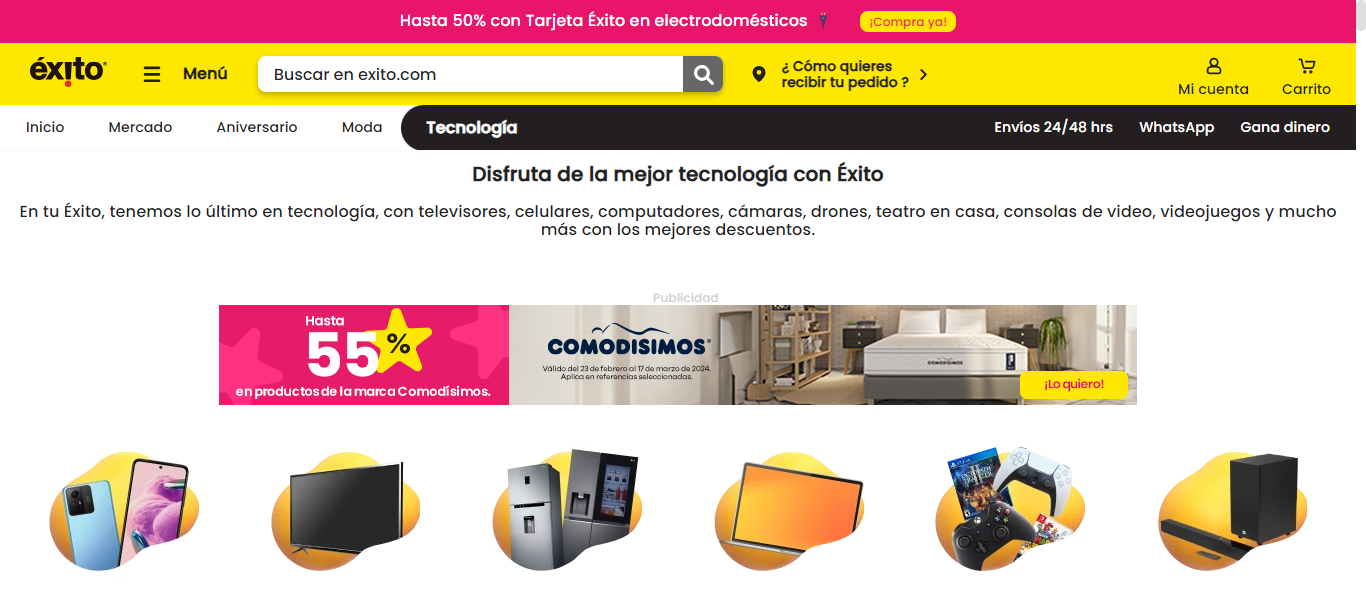 Hasta 50% con Tarjeta Éxito en electrodomésticos
¡Compra ya!
éxito
Menú
Buscar en exito.com
¿ Cómo quieres
recibir tu pedido ?
Mi cuenta
Carrito
Inicio
Mercado
Aniversario
Moda
Tecnología
Envíos 24/48 hrs
WhatsApp
Gana dinero
Disfruta de la mejor tecnología con Éxito
En tu Éxito, tenemos lo último en tecnología, con televisores, celulares, computadores, cámaras, drones, teatro en casa, consolas de video, videojuegos y mucho
más con los mejores descuentos.
Publicidad
Hasta
55%
en productos de la marca Comodísimos.
COMODISIMOS
Válido del 23 de febrero al 17 de marzo de 2024.
Aplica en referencias seleccionadas.
COMODISIMOS
¡Lo quiero!